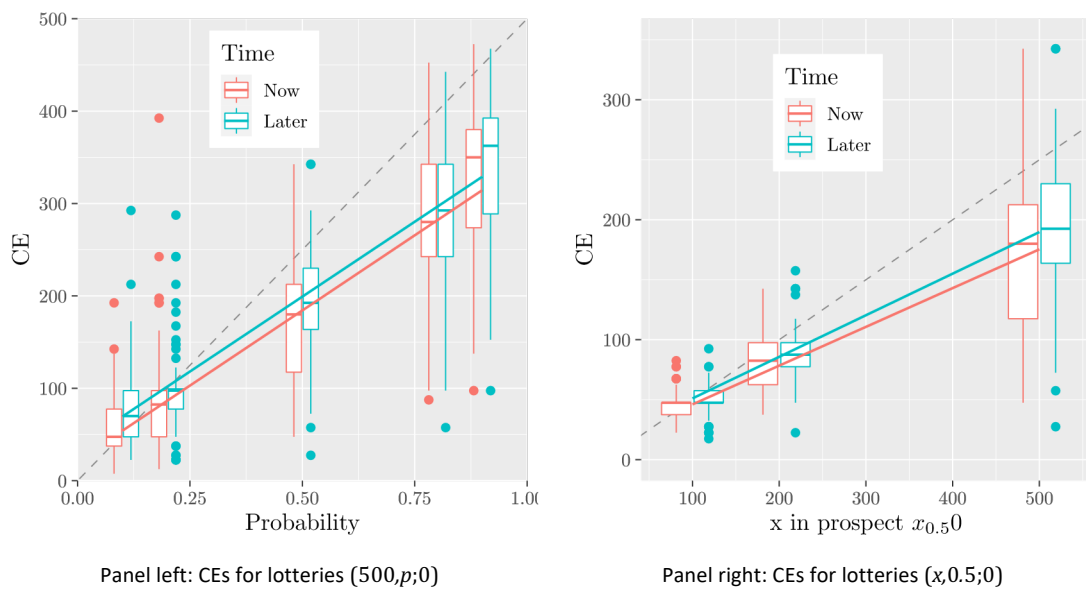 500
400
300
200
100
0
CE
Time
Now
Later
0.00
0.25
0.50
0.75
1.00
Probability
300
200
100
0
CE
Time
Now
Later
100
200
300
400
500
x in prospect x0.50
Panel left: CEs for lotteries (500,p;0)
Panel right: CEs for lotteries (x,0.5;0)